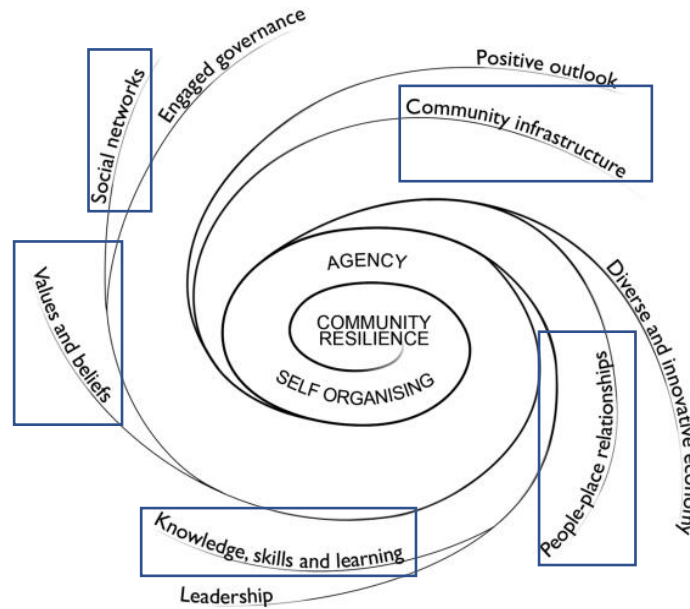 Engaged governance
Social networks
Positive outlook
Community infrastructure
Values and beliefs
AGENCY
COMMUNITY
RESILIENCE
SELF ORGANISING
Diverse and innovative economy
People-place relationships
Knowledge, skills and learning
Leadership